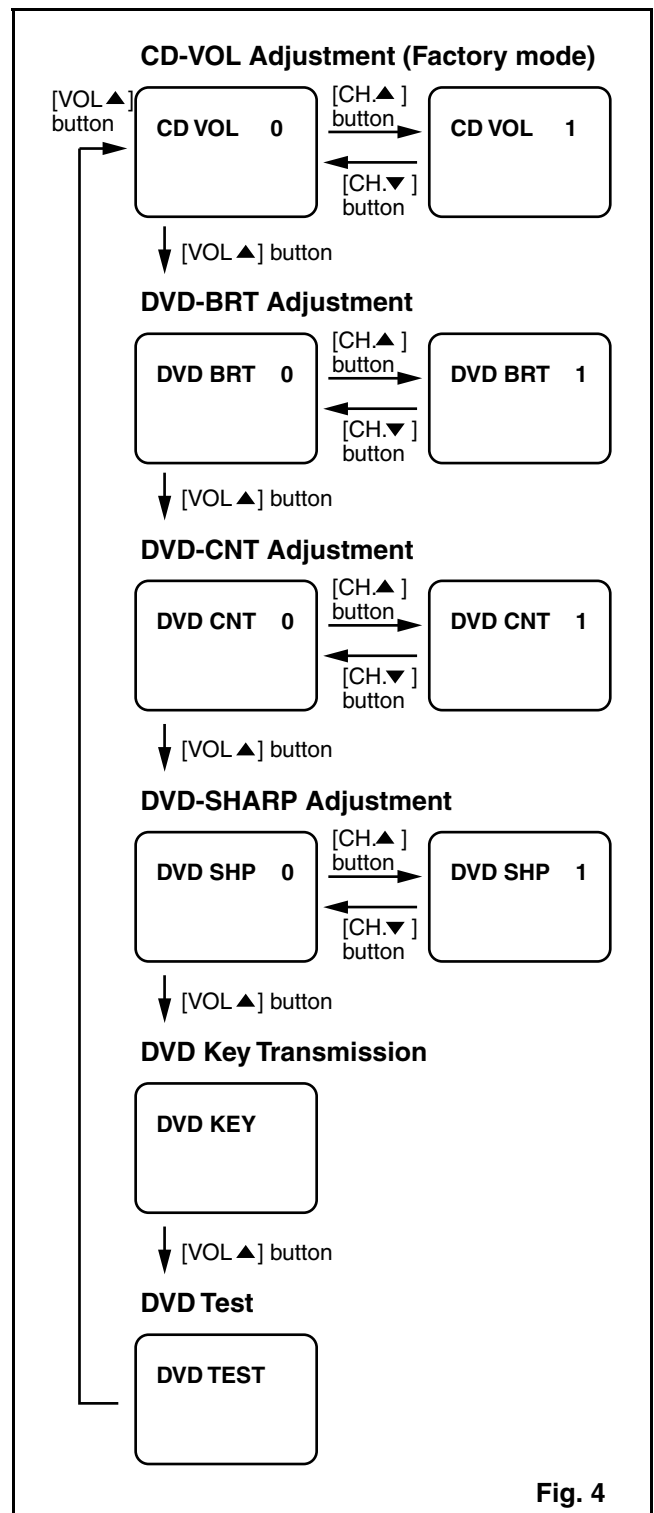 CD-VOL Adjustment (Factory mode)
[VOL▲]
button
CD VOL 0
[CH.▲ ]
button
CD VOL 1
[CH.▼ ]
button
[VOL▲] button
DVD-BRT Adjustment
DVD BRT 0
[CH.▲ ]
button
DVD BRT 1
[CH.▼ ]
button
[VOL▲] button
DVD-CNT Adjustment
DVD CNT 0
[CH.▲ ]
button
DVD CNT 1
[CH.▼ ]
button
[VOL▲] button
DVD-SHARP Adjustment
DVD SHP 0
[CH.▲ ]
button
DVD SHP 1
[CH.▼ ]
button
[VOL▲] button
DVD Key Transmission
DVD KEY
[VOL▲] button
DVD Test
DVD TEST
Fig. 4